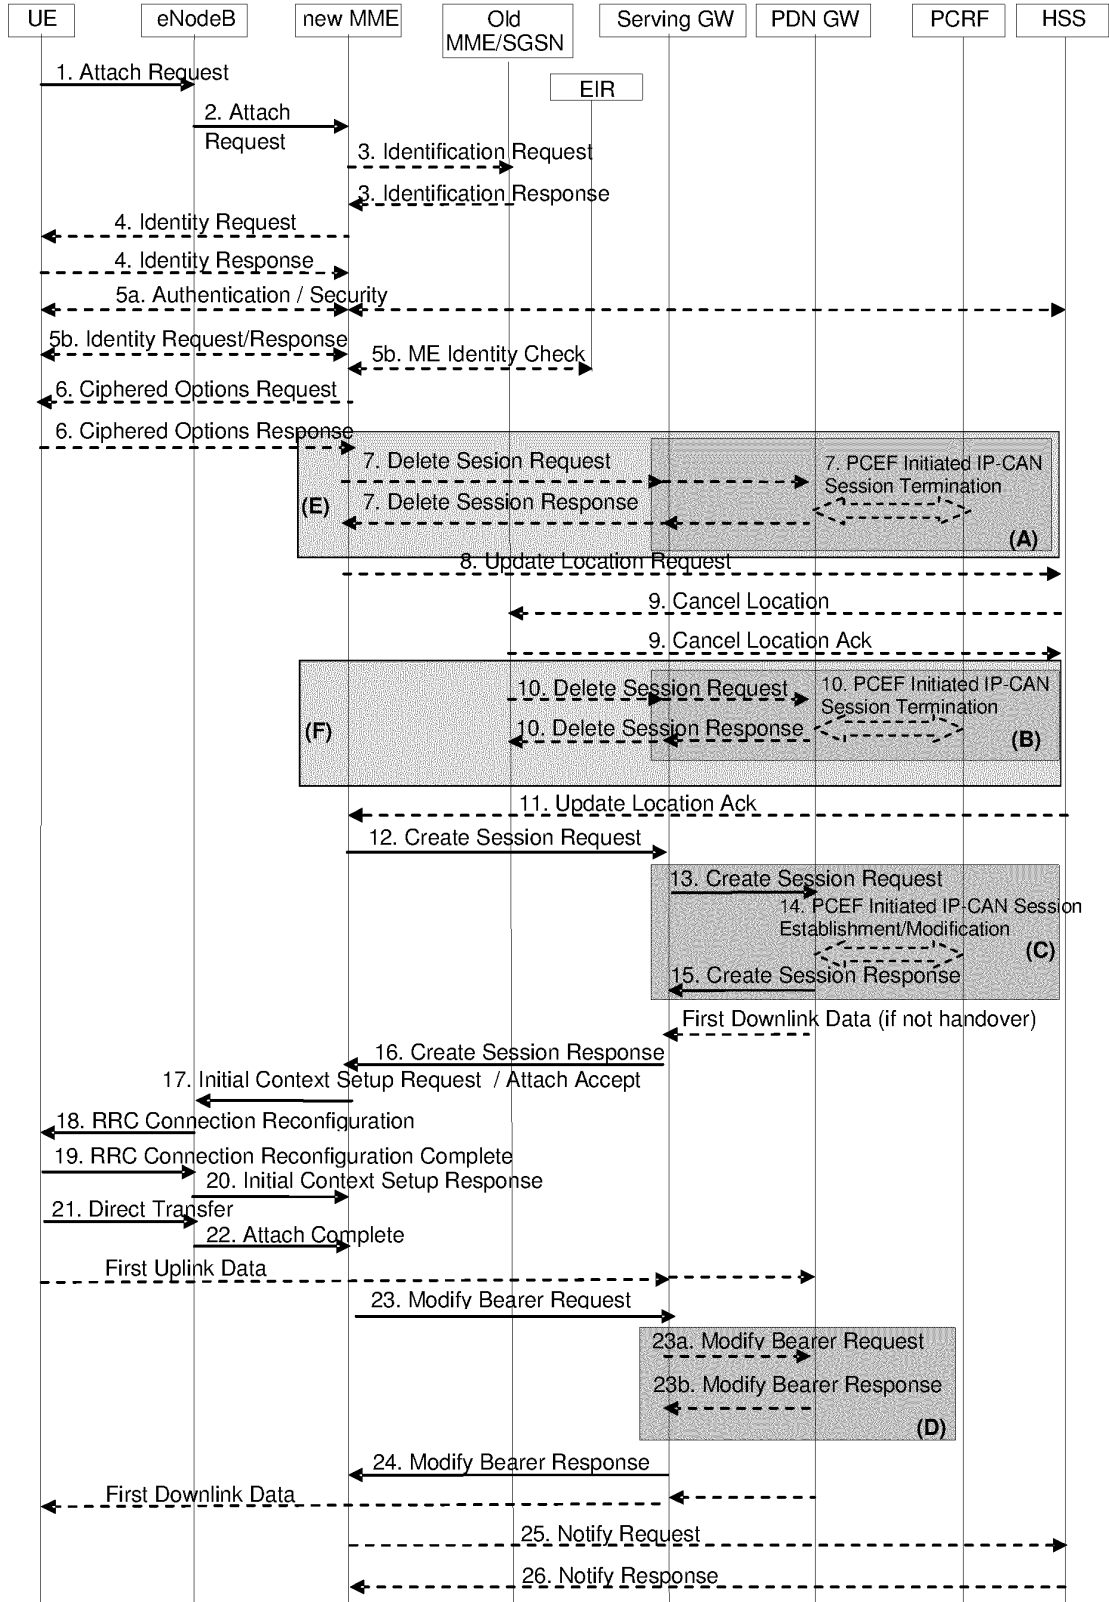 UE
eNodeB
new MME
Old
MME/SGSN
Serving GW
PDN GW
PCRF
HSS
EIR
1. Attach Request
2. Attach
Request
3. Identification Request
3. Identification Response
4. Identity Request
4. Identity Response
5a. Authentication / Security
5b. Identity Request/Response
5b. ME Identity Check
6. Ciphered Options Request
6. Ciphered Options Response
7. Delete Sesion Request
7. PCEF Initiated IP-CAN
Session Termination
(E)
7. Delete Session Response
(A)
8. Update Location Request
9. Cancel Location
9. Cancel Location Ack
10. Delete Session Request
10. PCEF Initiated IP-CAN
Session Termination
(F)
10. Delete Session Response
(B)
11. Update Location Ack
12. Create Session Request
13. Create Session Request
14. PCEF Initiated IP-CAN Session
Establishment/Modification
(C)
15. Create Session Response
First Downlink Data (if not handover)
16. Create Session Response
17. Initial Context Setup Request / Attach Accept
18. RRC Connection Reconfiguration
19. RRC Connection Reconfiguration Complete
20. Initial Context Setup Response
21. Direct Transfer
22. Attach Complete
First Uplink Data
23. Modify Bearer Request
23a. Modify Bearer Request
23b. Modify Bearer Response
(D)
24. Modify Bearer Response
First Downlink Data
25. Notify Request
26. Notify Response